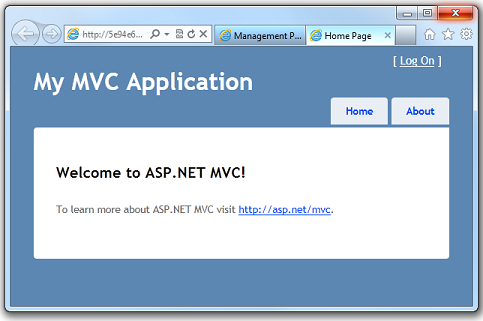 http://5e94e6...
Management P...
Home Page
[ Log On ]
My MVC Application
Home
About
Welcome to ASP.NET MVC!
To learn more about ASP.NET MVC visit http://asp.net/mvc.